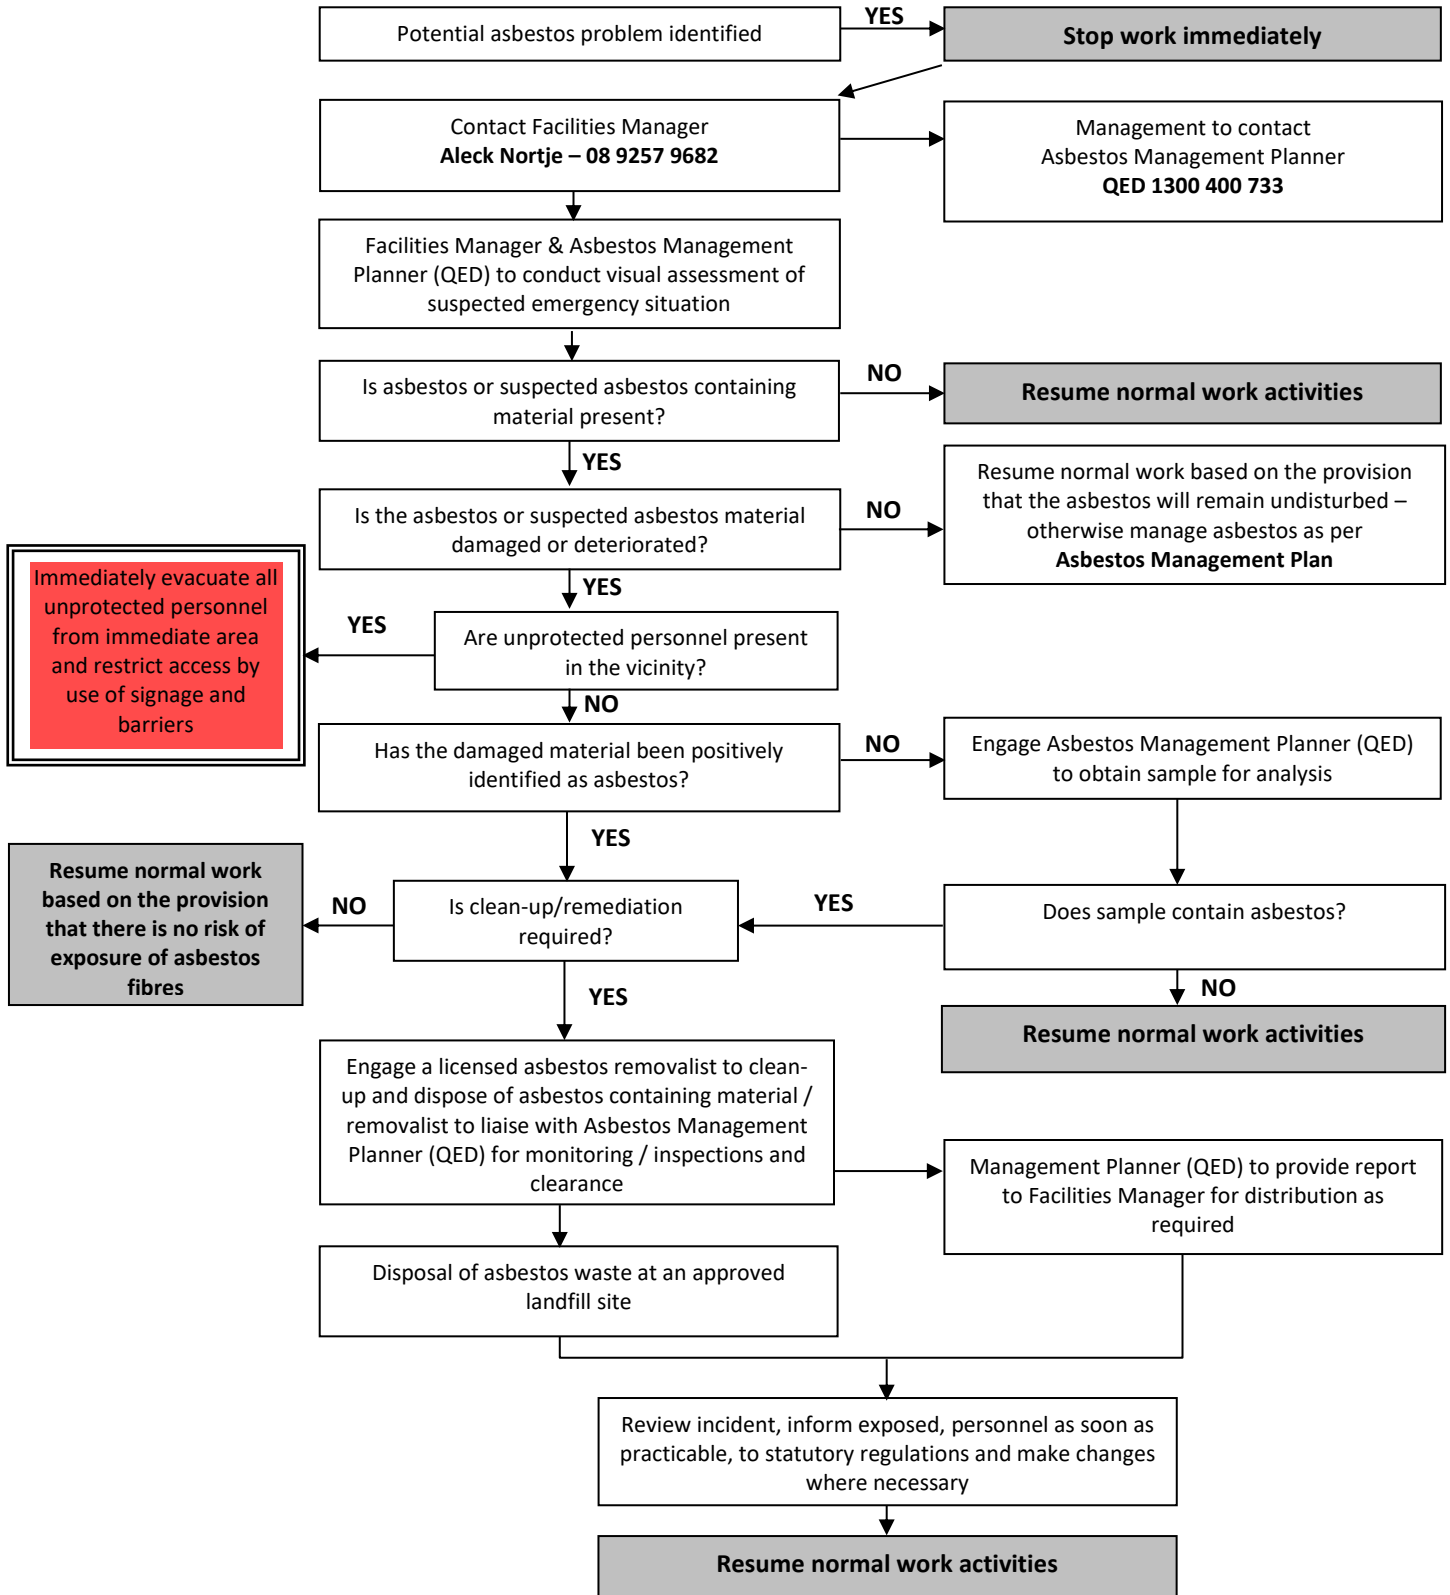 Potential asbestos problem identified
YES
Stop work immediately
Contact Facilities Manager
Aleck Nortje – 08 9257 9682
Management to contact
Asbestos Management Planner
QED 1300 400 733
Facilities Manager & Asbestos Management
Planner (QED) to conduct visual assessment of
suspected emergency situation
Is asbestos or suspected asbestos containing
material present?
NO
Resume normal work activities
YES
Is the asbestos or suspected asbestos material
damaged or deteriorated?
NO
Resume normal work based on the provision
that the asbestos will remain undisturbed –
otherwise manage asbestos as per
Asbestos Management Plan
YES
Are unprotected personnel present
in the vicinity?
YES
Immediately evacuate all
unprotected personnel
from immediate area
and restrict access by
use of signage and
barriers
NO
Has the damaged material been positively
identified as asbestos?
NO
Engage Asbestos Management Planner (QED)
to obtain sample for analysis
YES
Is clean-up/remediation
required?
NO
Resume normal work
based on the provision
that there is no risk of
exposure of asbestos
fibres
YES
Does sample contain asbestos?
NO
Resume normal work activities
YES
Engage a licensed asbestos removalist to clean-
up and dispose of asbestos containing material /
removalist to liaise with Asbestos Management
Planner (QED) for monitoring / inspections and
clearance
Management Planner (QED) to provide report
to Facilities Manager for distribution as
required
Disposal of asbestos waste at an approved
landfill site
Review incident, inform exposed, personnel as soon as
practicable, to statutory regulations and make changes
where necessary
Resume normal work activities